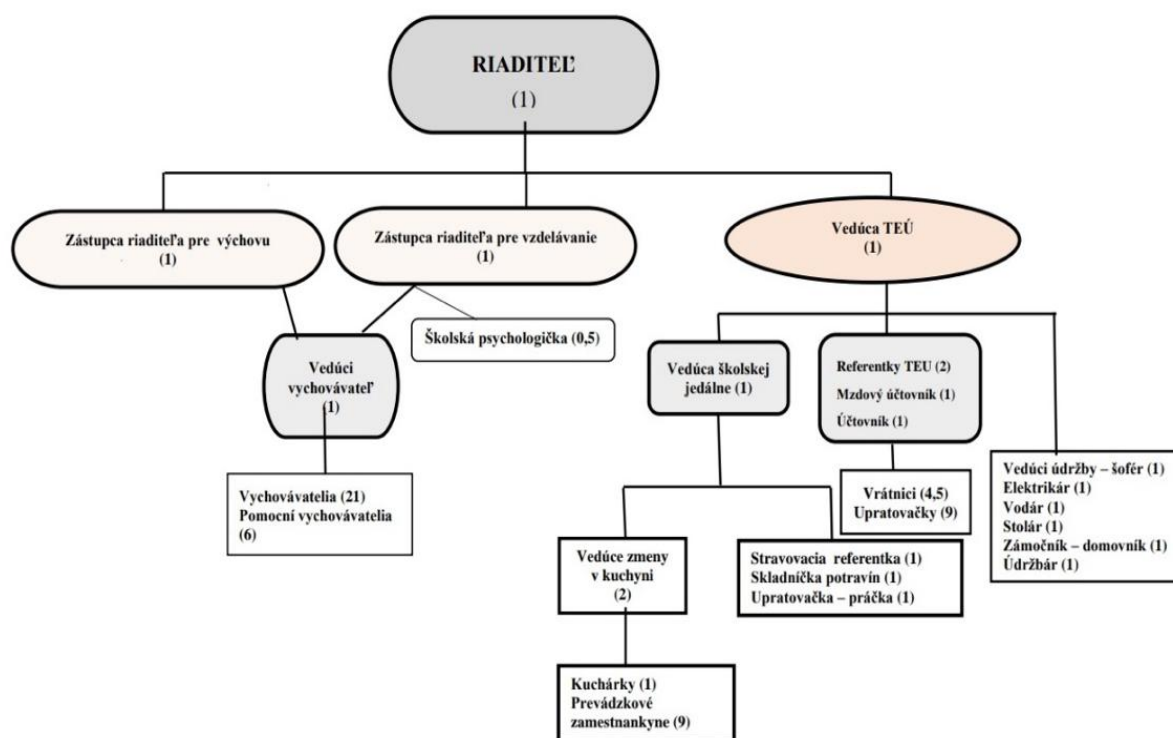 RIADITEĽ
(1)
Zástupca riaditeľa pre výchovu
(1)
Zástupca riaditeľa pre vzdelávanie
(1)
Vedúca TEÚ
(1)
Školská psychologička (0,5)
Vedúci
vychovávateľ
(1)
Vedúca školskej
jedálne (1)
Referentky TEU (2)
Mzdový účtovník (1)
Účtovník (1)
Vychovávatelia (21)
Pomocní vychovávatelia
(6)
Vrátnici (4,5)
Upratovačky (9)
Vedúci údržby – šofér (1)
Elektrikár (1)
Vodár (1)
Stolár (1)
Zámočník – domovník (1)
Údržbár (1)
Vedúce zmeny
v kuchyni
(2)
Stravovacia referentka (1)
Skladníčka potravín (1)
Upratovačka – práčka (1)
Kuchárky (1)
Prevádzkové
zamestnankyne (9)